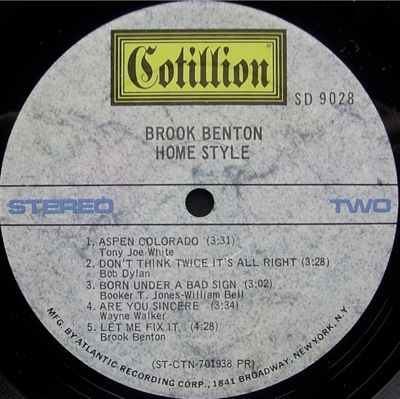 Cotillion
SD 9028
BROOK BENTON
HOME STYLE
STEREO TWO
1. ASPEN COLORADO (3:31)
Tony Joe White
2. DON'T THINK TWICE IT'S ALL RIGHT (3:28)
Bob Dylan
3. BORN UNDER A BAD SIGN (3:02)
Booker T. Jones-William Bell
4. ARE YOU SINCERE (3:34)
Wayne Walker
5. LET ME FIX IT (4:28)
Brook Benton
(ST-CTN-701938 PR)
MFG. BY ATLANTIC RECORDING CORP., 1841 BROADWAY, NEW YORK, N.Y.